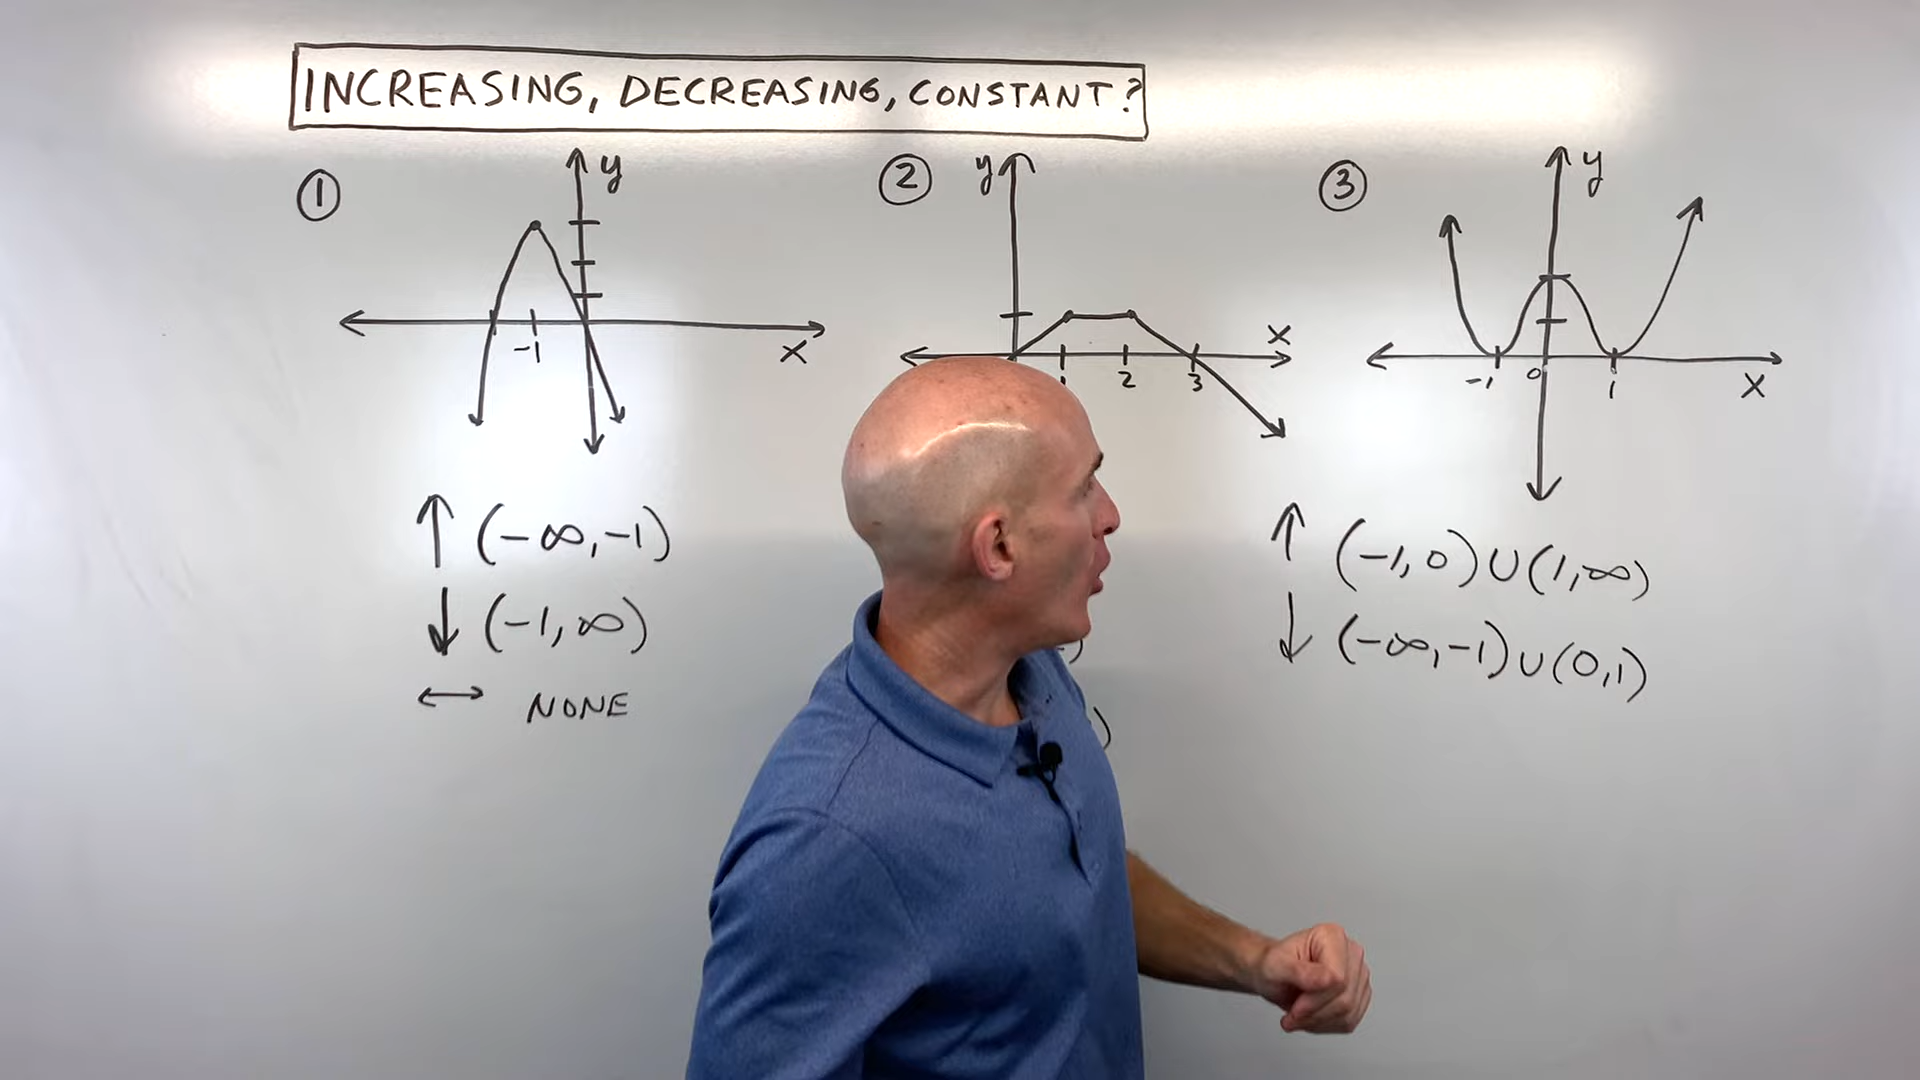 INCREASING, DECREASING, CONSTANT?
① y
-1 x
↑ (-∞, -1)
↓ (-1, ∞)
↔ NONE
② y
x
2 3
)
)
③ y
-1 0 1 x
↑ (-1, 0) ∪ (1, ∞)
↓ (-∞, -1) ∪ (0, 1)